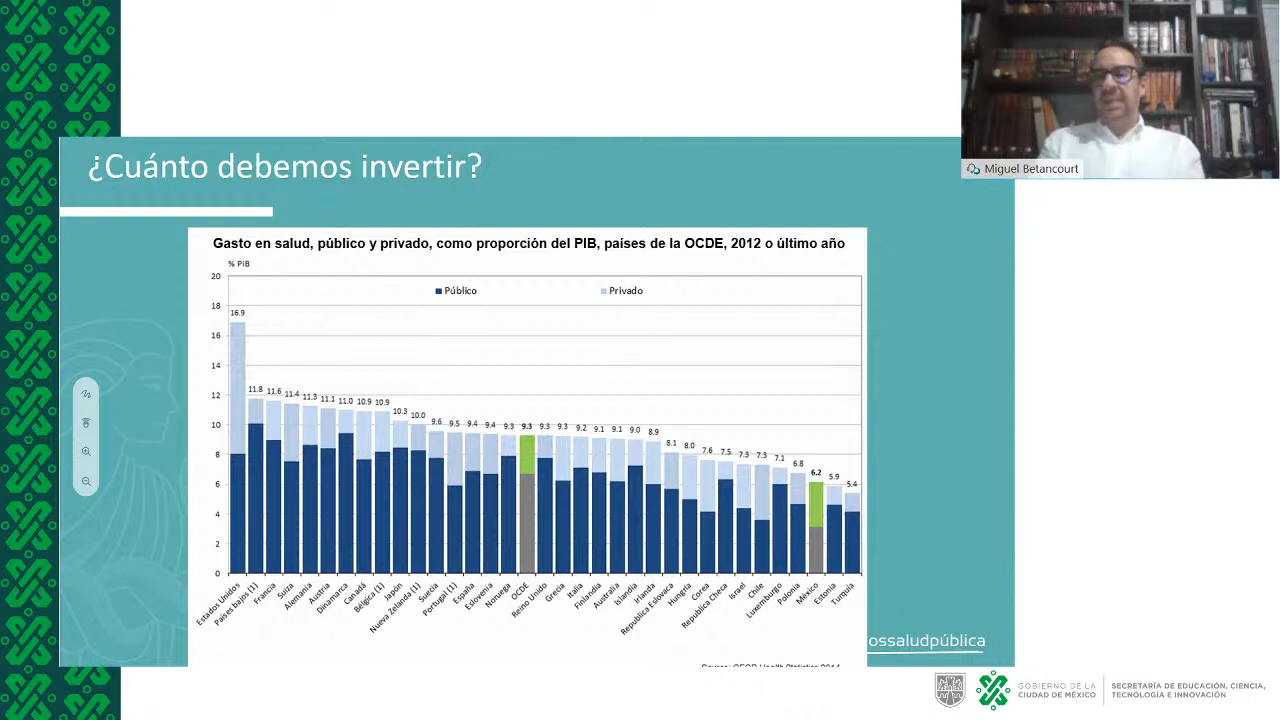 ¿Cuánto debemos invertir?
Miguel Betancourt
Gasto en salud, público y privado, como proporción del PIB, países de la OCDE, 2012 o último año
% PIB
Público
Privado
20
18
16
14
12
10
8
6
4
2
0
16.9
11.8
11.6
11.4
11.3
11.1
11.0
10.9
10.9
10.3
10.0
9.6
9.5
9.4
9.4
9.3
9.3
9.3
9.3
9.2
9.1
9.1
9.0
8.9
8.1
8.0
7.6
7.5
7.3
7.3
7.1
6.8
6.2
5.9
5.4
Estados Unidos
Paises bajos (1)
Francia
Suiza
Alemania
Austria
Dinamarca
Canadá
Bélgica (1)
Japón
Nueva Zelanda (1)
Suecia
Portugal (1)
España
Eslovenia
Noruega
OCDE
Reino Unido
Grecia
Italia
Finlandia
Australia
Islandia
Irlanda
Republica Eslovaca
Hungría
Corea
Republica Checa
Israel
Chile
Luxemburgo
Polonia
México
Estonia
Turquía
ossaludpública
GOBIERNO DE LA
CIUDAD DE MÉXICO
SECRETARÍA DE EDUCACIÓN, CIENCIA,
TECNOLOGÍA E INNOVACIÓN